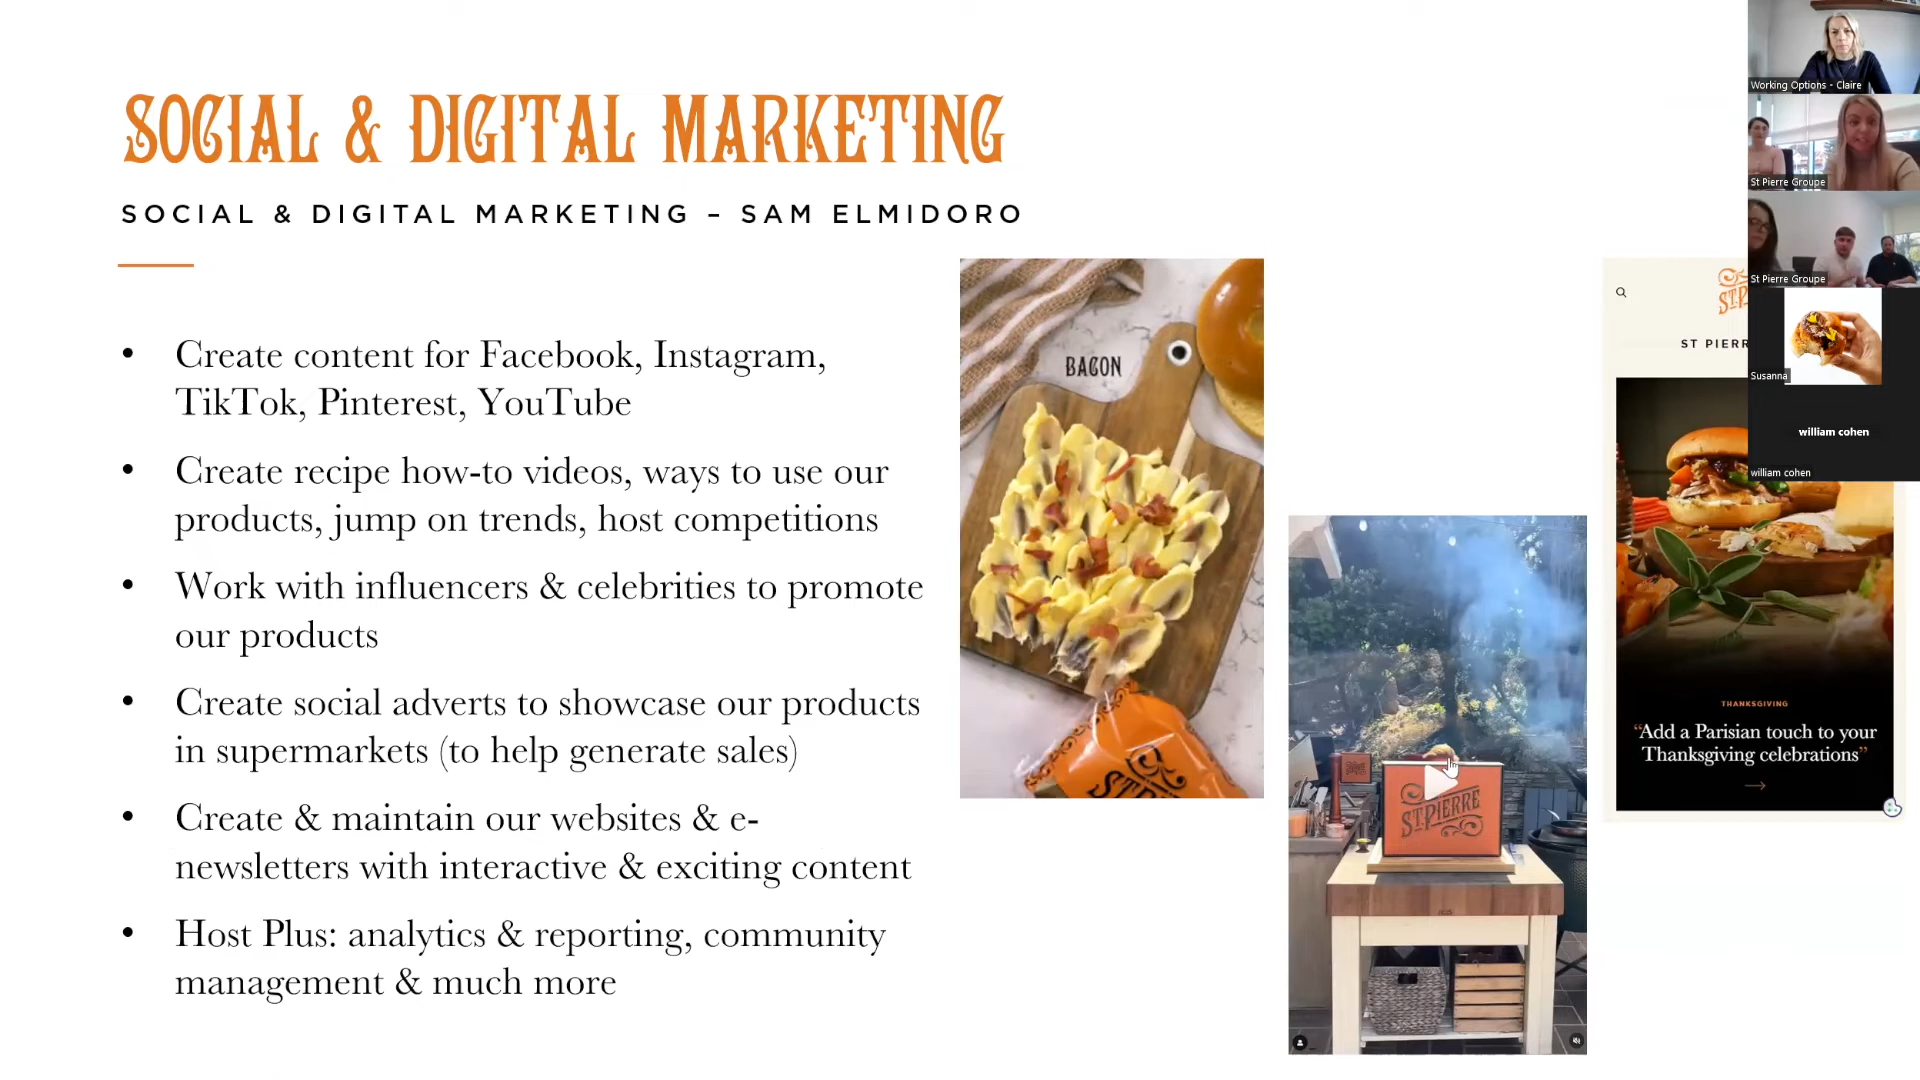 SOCIAL & DIGITAL MARKETING
SOCIAL & DIGITAL MARKETING – SAM ELMIDORO
• Create content for Facebook, Instagram,
TikTok, Pinterest, YouTube
• Create recipe how-to videos, ways to use our
products, jump on trends, host competitions
• Work with influencers & celebrities to promote
our products
• Create social adverts to showcase our products
in supermarkets (to help generate sales)
• Create & maintain our websites & e-
newsletters with interactive & exciting content
• Host Plus: analytics & reporting, community
management & much more
BACON
ST. PIERRE
ST PIERR
THANKSGIVING
“Add a Parisian touch to your
Thanksgiving celebrations”
Working Options - Claire
St Pierre Groupe
St Pierre Groupe
Susanna
william cohen
william cohen